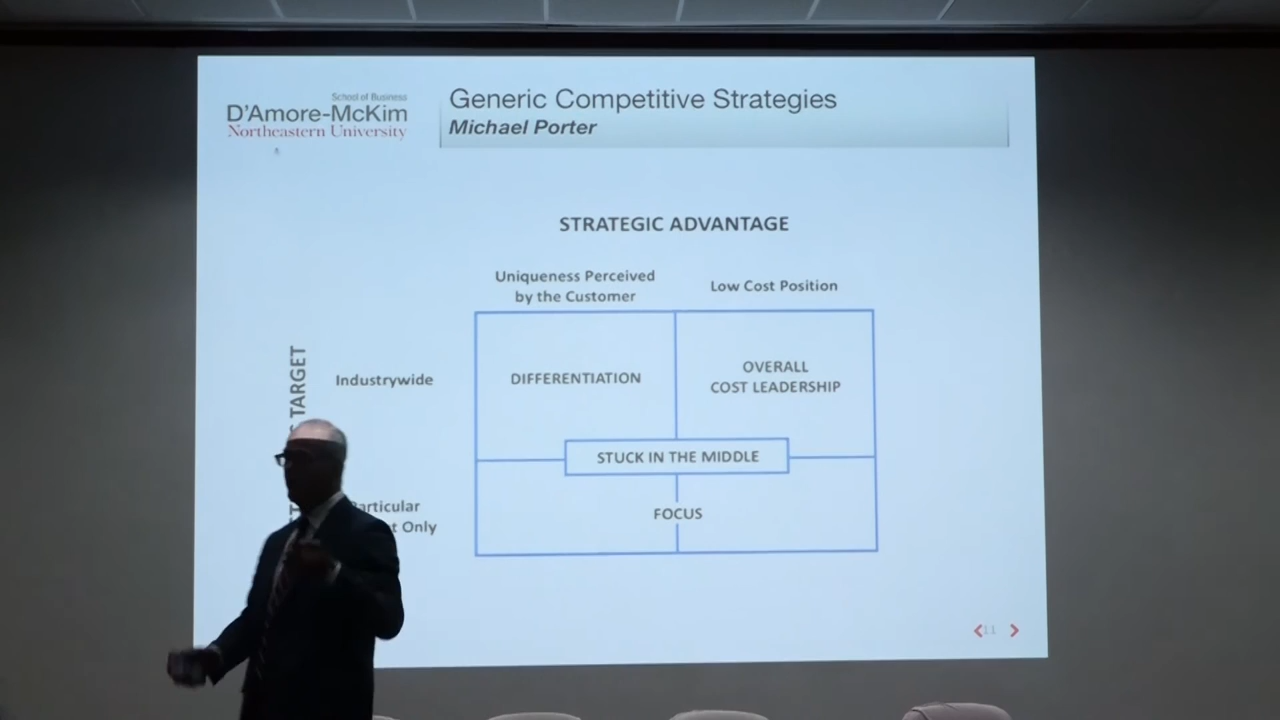 School of Business
D'Amore-McKim
Northeastern University
Generic Competitive Strategies
Michael Porter
STRATEGIC ADVANTAGE
Uniqueness Perceived
by the Customer
Low Cost Position
TARGET
Industrywide
DIFFERENTIATION
OVERALL
COST LEADERSHIP
STUCK IN THE MIDDLE
Particular
Only
FOCUS
11